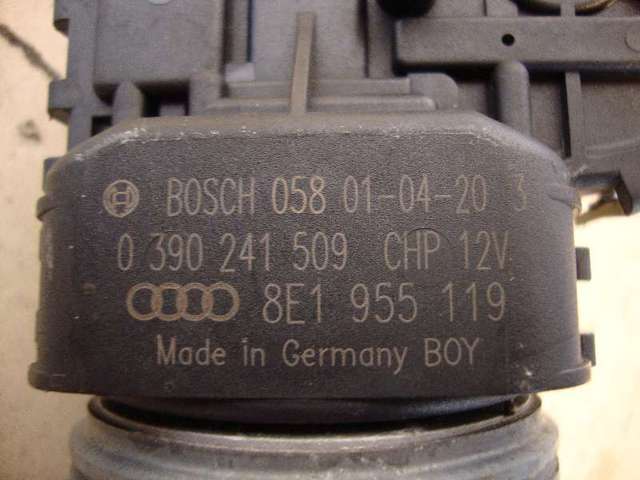 BOSCH 058 01-04-20 3
0 390 241 509 CHP 12V
8E1 955 119
Made in Germany BOY